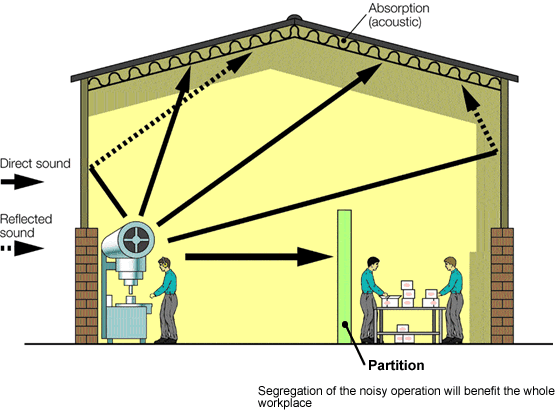 Absorption
(acoustic)
Direct sound
Reflected
sound
Partition
Segregation of the noisy operation will benefit the whole
workplace